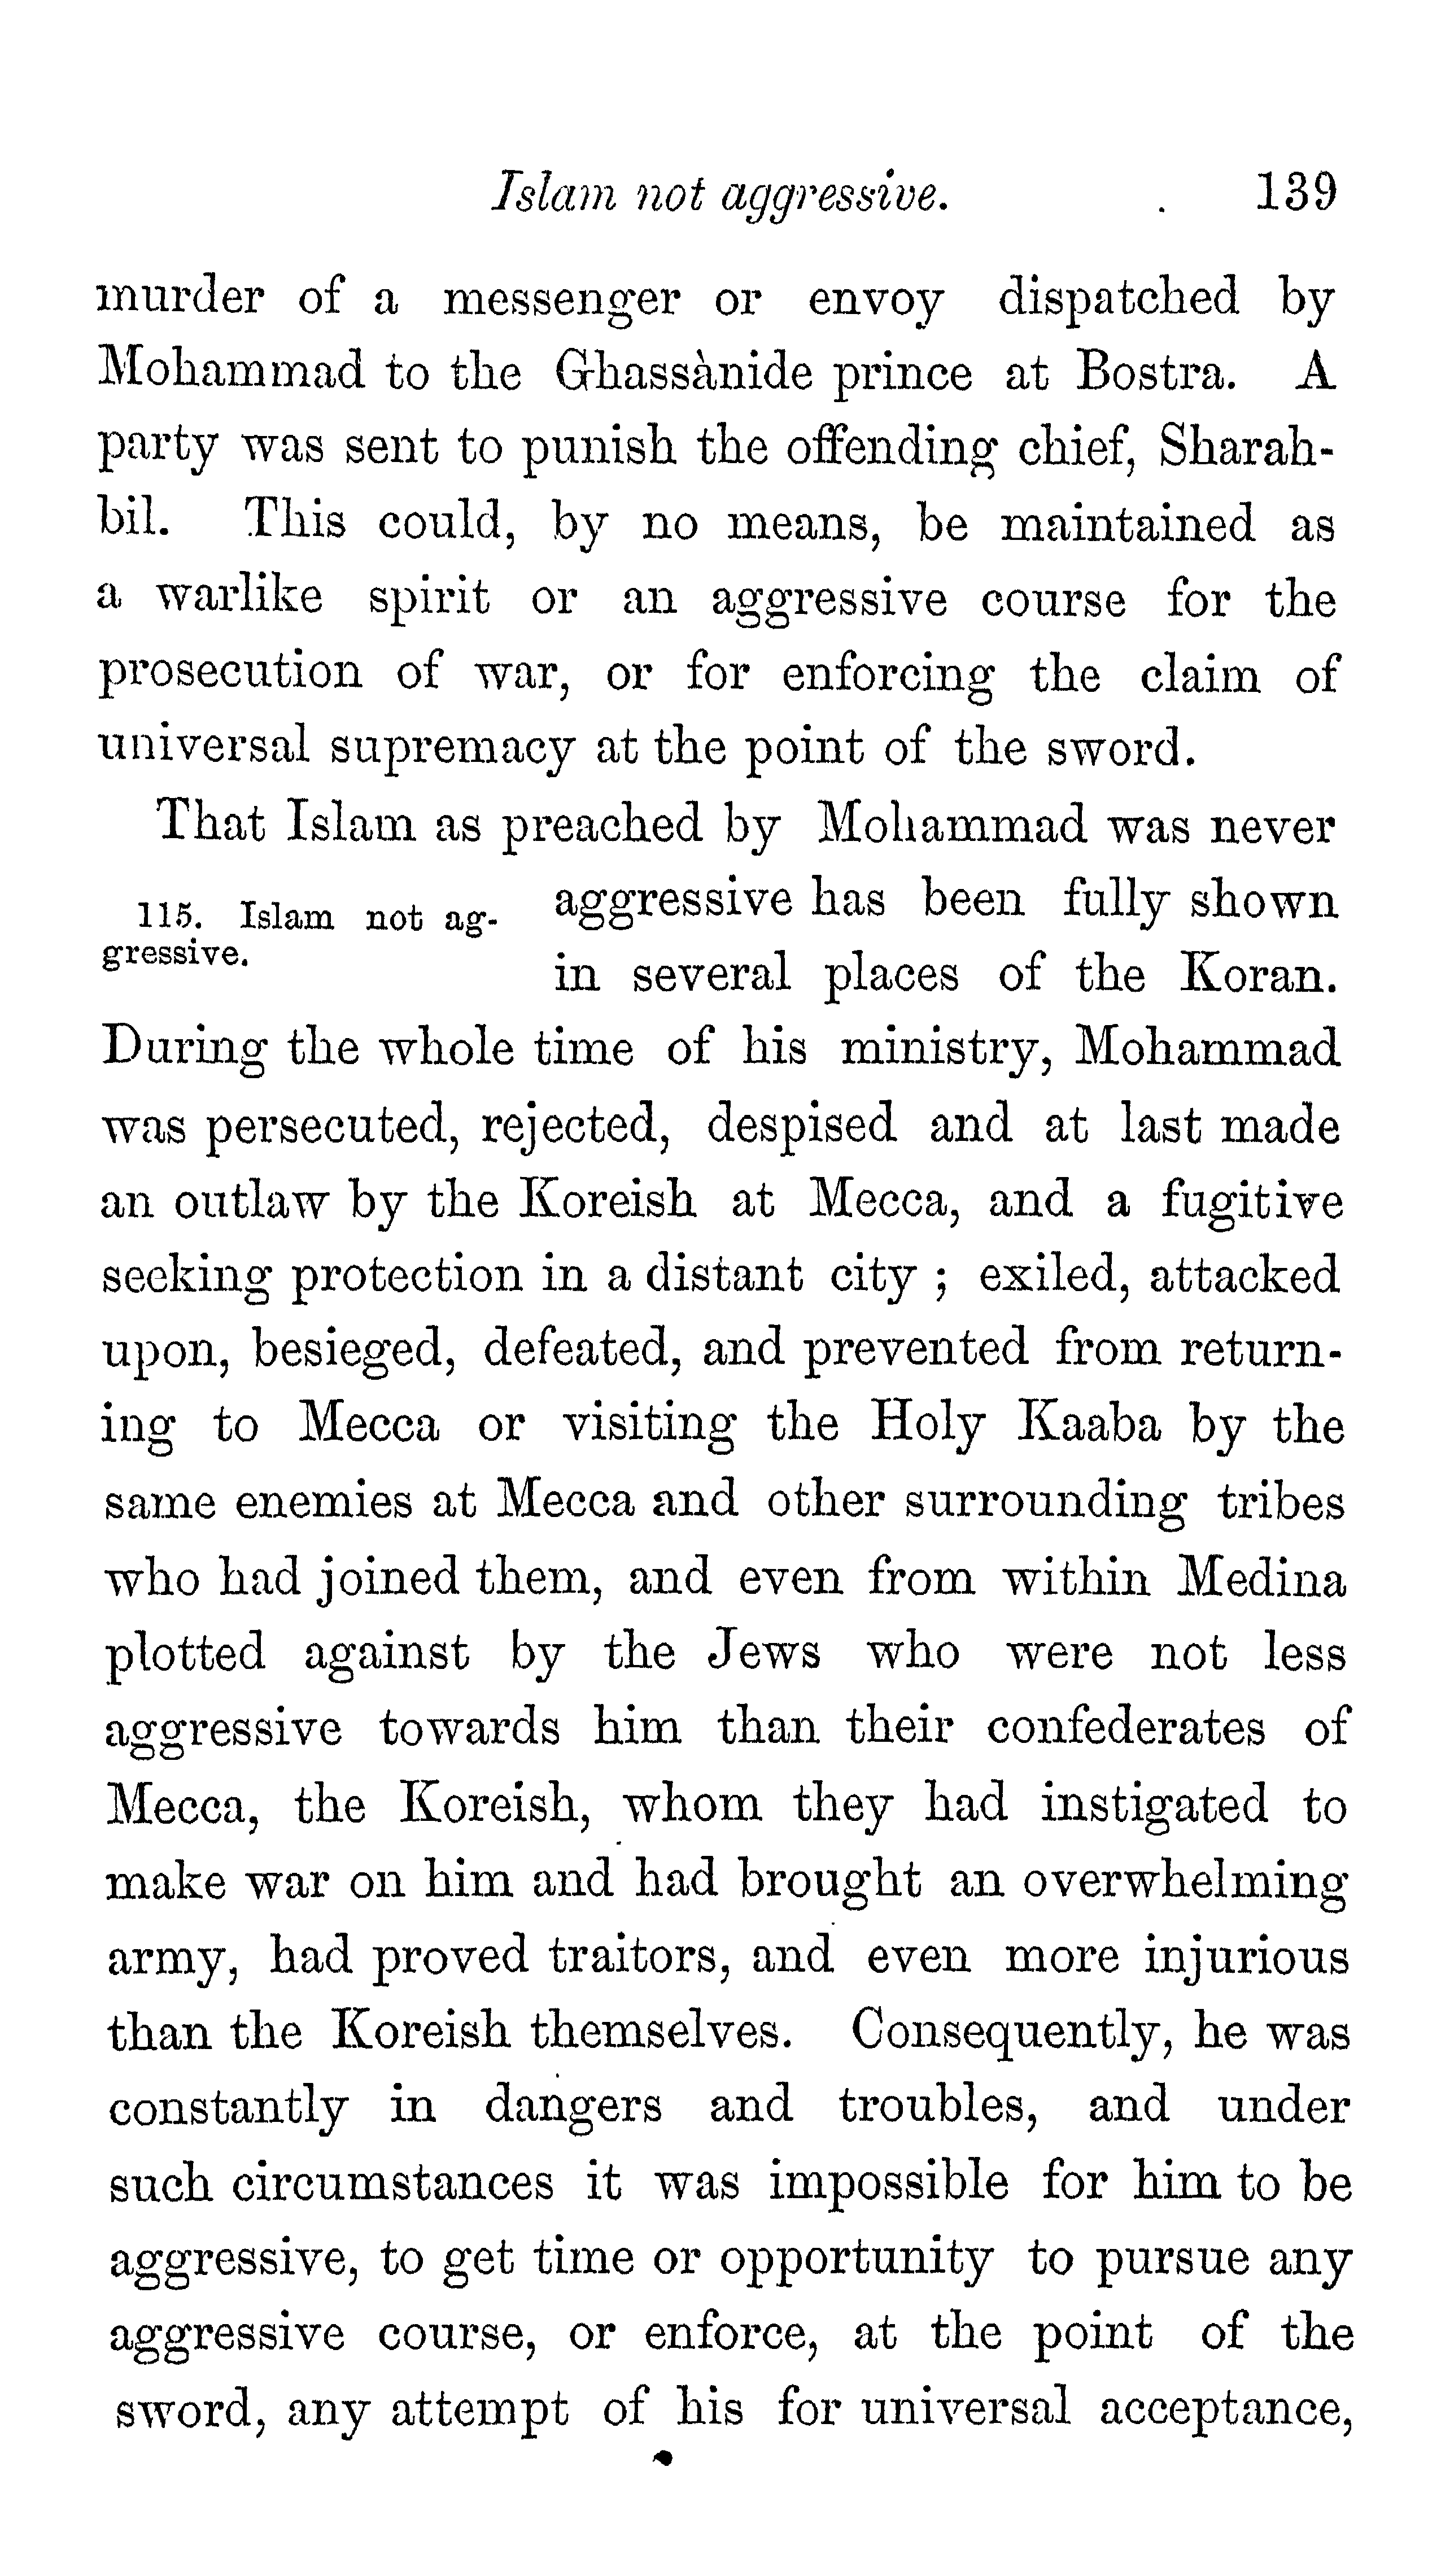 Islam not aggressive. 139
murder of a messenger or envoy dispatched by
Mohammad to the Ghassànide prince at Bostra. A
party was sent to punish the offending chief, Sharah-
bil. This could, by no means, be maintained as
a warlike spirit or an aggressive course for the
prosecution of war, or for enforcing the claim of
universal supremacy at the point of the sword.
That Islam as preached by Mohammad was never
115. Islam not ag-
gressive.
aggressive has been fully shown
in several places of the Koran.
During the whole time of his ministry, Mohammad
was persecuted, rejected, despised and at last made
an outlaw by the Koreish at Mecca, and a fugitive
seeking protection in a distant city ; exiled, attacked
upon, besieged, defeated, and prevented from return-
ing to Mecca or visiting the Holy Kaaba by the
same enemies at Mecca and other surrounding tribes
who had joined them, and even from within Medina
plotted against by the Jews who were not less
aggressive towards him than their confederates of
Mecca, the Koreish, whom they had instigated to
make war on him and had brought an overwhelming
army, had proved traitors, and even more injurious
than the Koreish themselves. Consequently, he was
constantly in dangers and troubles, and under
such circumstances it was impossible for him to be
aggressive, to get time or opportunity to pursue any
aggressive course, or enforce, at the point of the
sword, any attempt of his for universal acceptance,